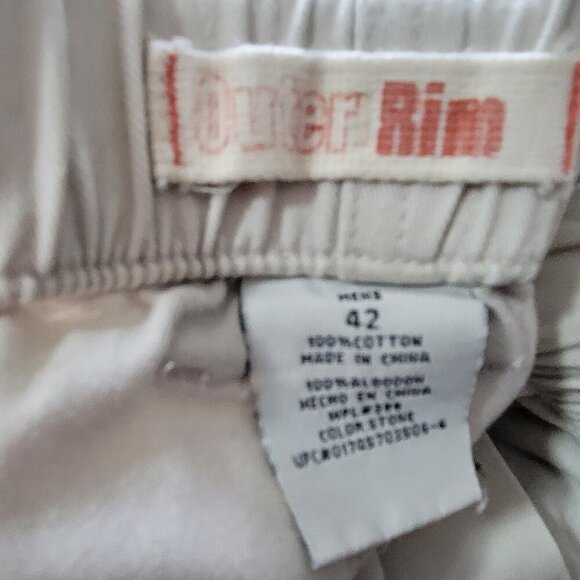 Outer Rim
MENS
42
100% COTTON
MADE IN CHINA
100% ALGODON
HECHO EN CHINA
COLOR:STONE